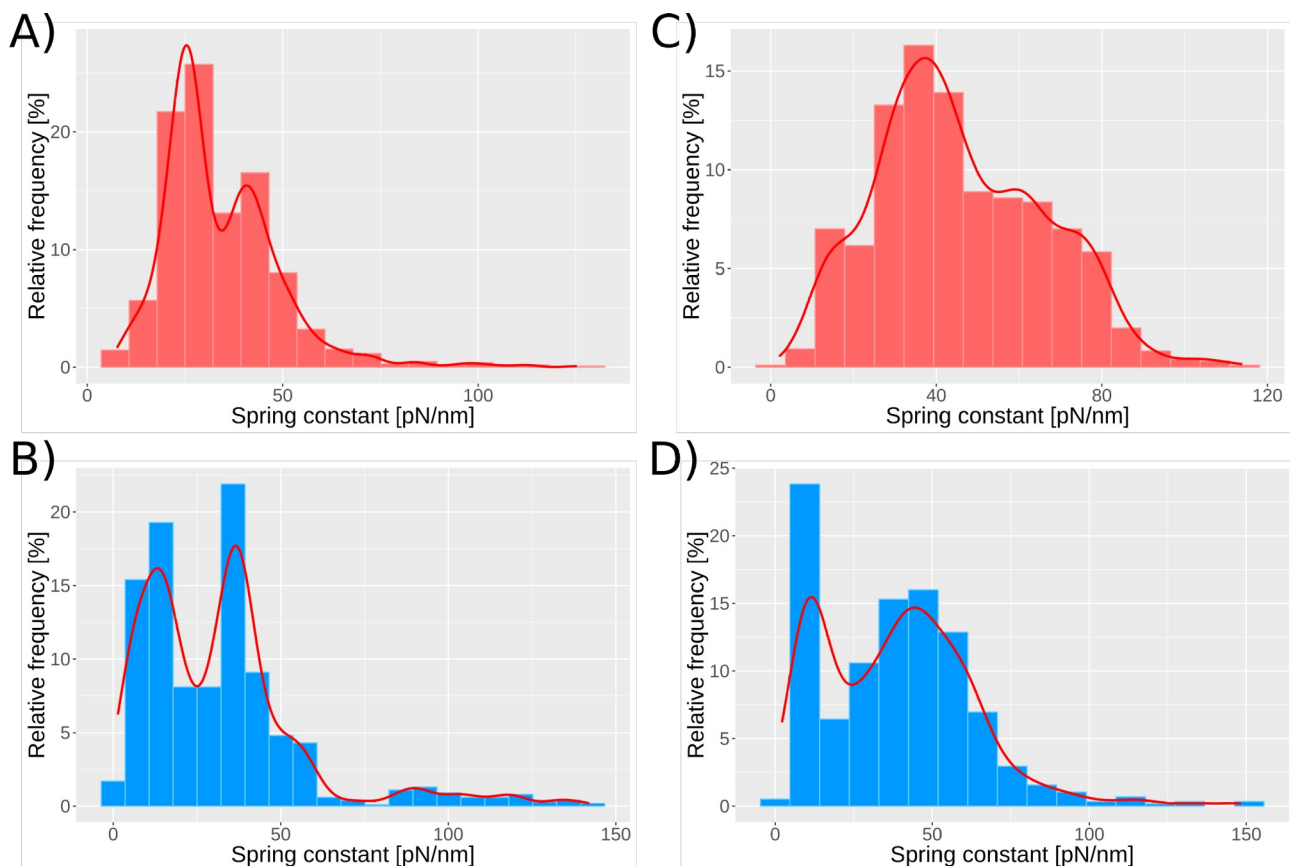 A)
Relative frequency [%]
20
10
0
0 50 100
Spring constant [pN/nm]
C)
Relative frequency [%]
15
10
5
0
0 40 80 120
Spring constant [pN/nm]
B)
Relative frequency [%]
20
15
10
5
0
0 50 100 150
Spring constant [pN/nm]
D)
Relative frequency [%]
25
20
15
10
5
0
0 50 100 150
Spring constant [pN/nm]